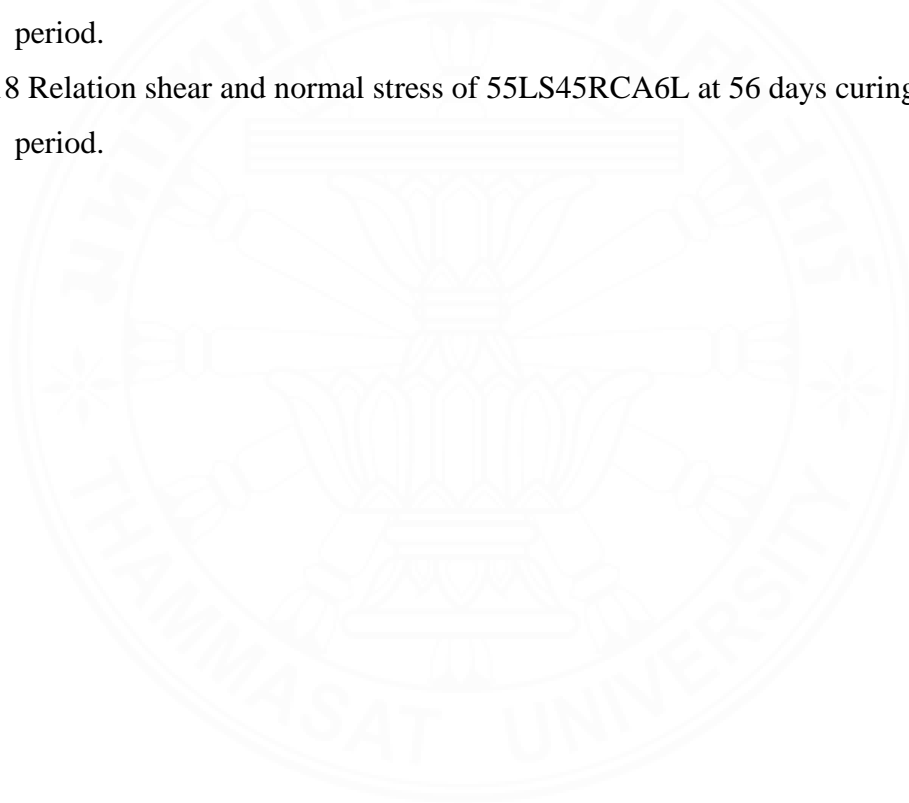 period.
8 Relation shear and normal stress of 55LS45RCA6L at 56 days curing
period.
THAMMASAT UNIVERSITY